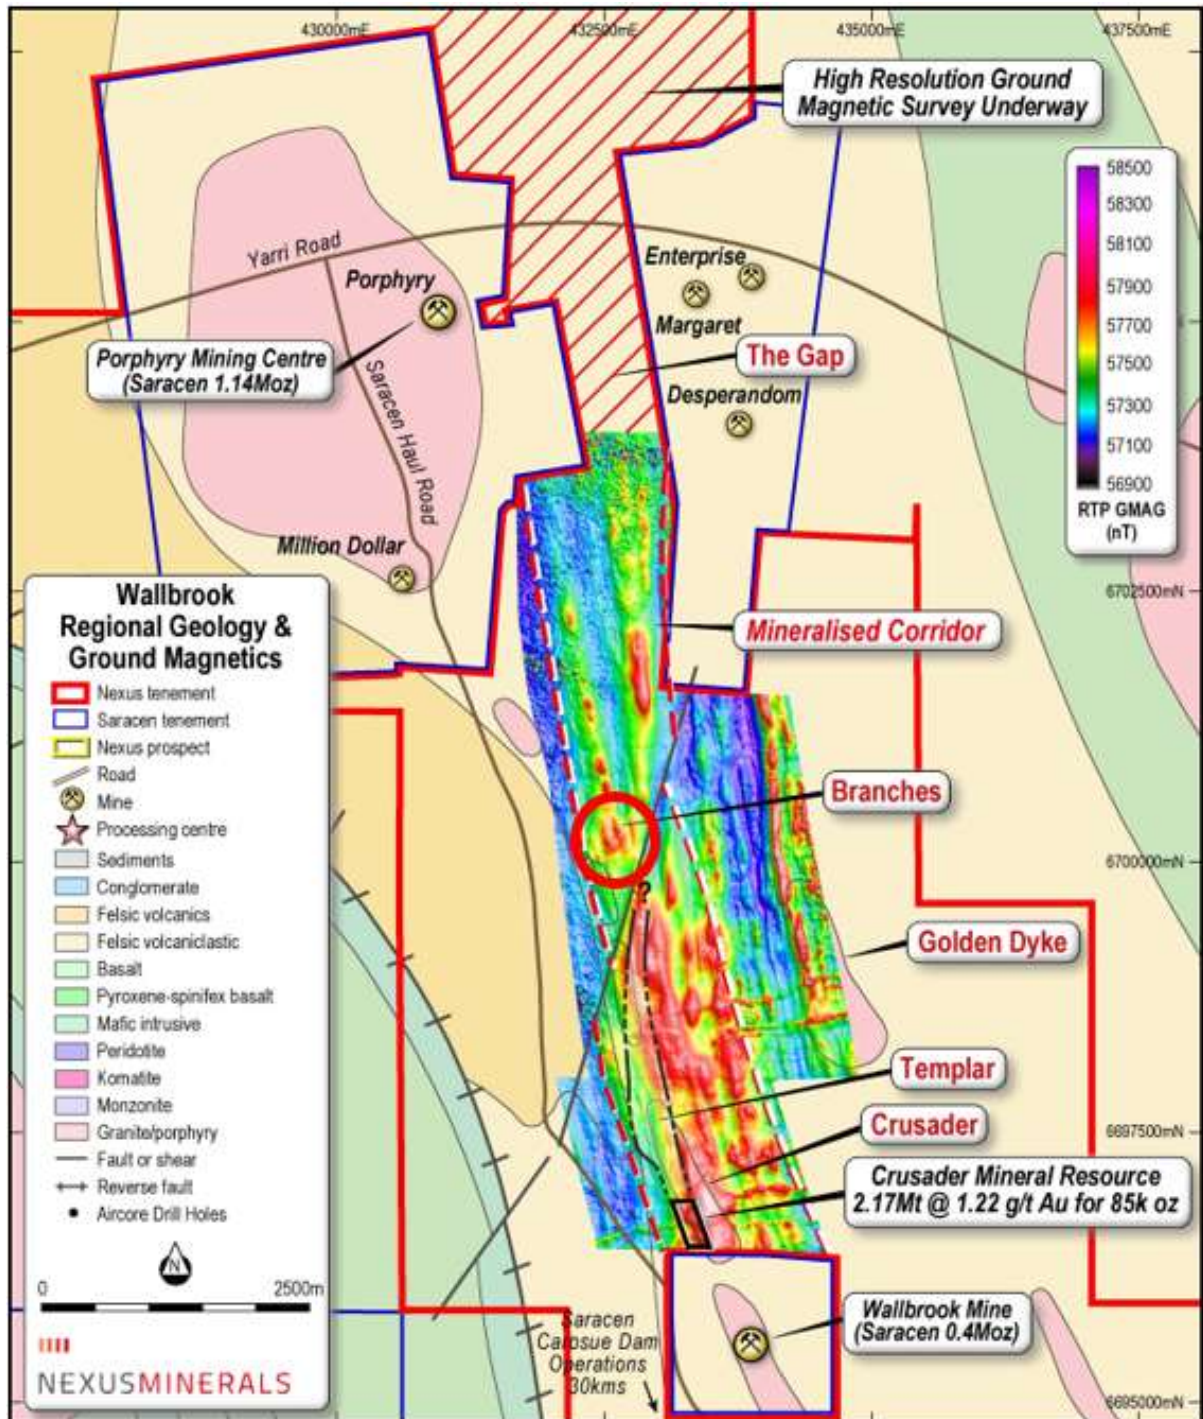 430000mE
432500mE
435000mE
437500mE
High Resolution Ground
Magnetic Survey Underway
58500
58300
58100
57900
57700
57500
57300
57100
56900
RTP GMAG
(nT)
Yarri Road
Porphyry
Enterprise
Margaret
Porphyry Mining Centre
(Saracen 1.14Moz)
The Gap
Desperandom
Saracen Haul Road
Million Dollar
6702500mN
Mineralised Corridor
Wallbrook
Regional Geology &
Ground Magnetics
Nexus tenement
Saracen tenement
Nexus prospect
Road
Mine
Processing centre
Sediments
Conglomerate
Felsic volcanics
Felsic volcaniclastic
Basalt
Pyroxene-spinifex basalt
Mafic intrusive
Peridotite
Komatite
Monzonite
Granite/porphyry
Fault or shear
Reverse fault
Aircore Drill Holes
N
0
2500m
NEXUSMINERALS
Branches
6700000mN
?
Golden Dyke
Templar
6697500mN
Crusader
Crusader Mineral Resource
2.17Mt @ 1.22 g/t Au for 85k oz
Wallbrook Mine
(Saracen 0.4Moz)
Saracen
Carosue Dam
Operations
30kms
6695000mN